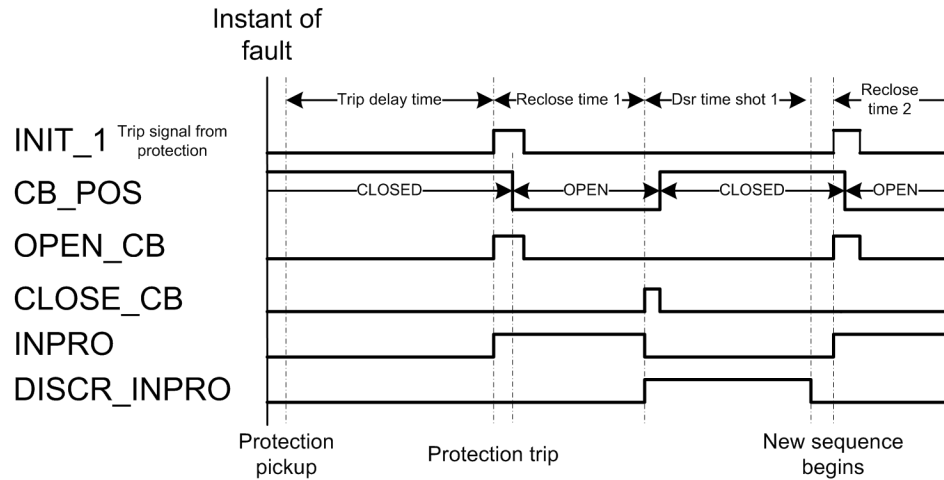 Instant of
fault
Trip delay time
Reclose time 1
Dsr time shot 1
Reclose
time 2
INIT_1
Trip signal from
protection
CB_POS
CLOSED
OPEN
CLOSED
OPEN
OPEN_CB
CLOSE_CB
INPRO
DISCR_INPRO
Protection
pickup
Protection trip
New sequence
begins